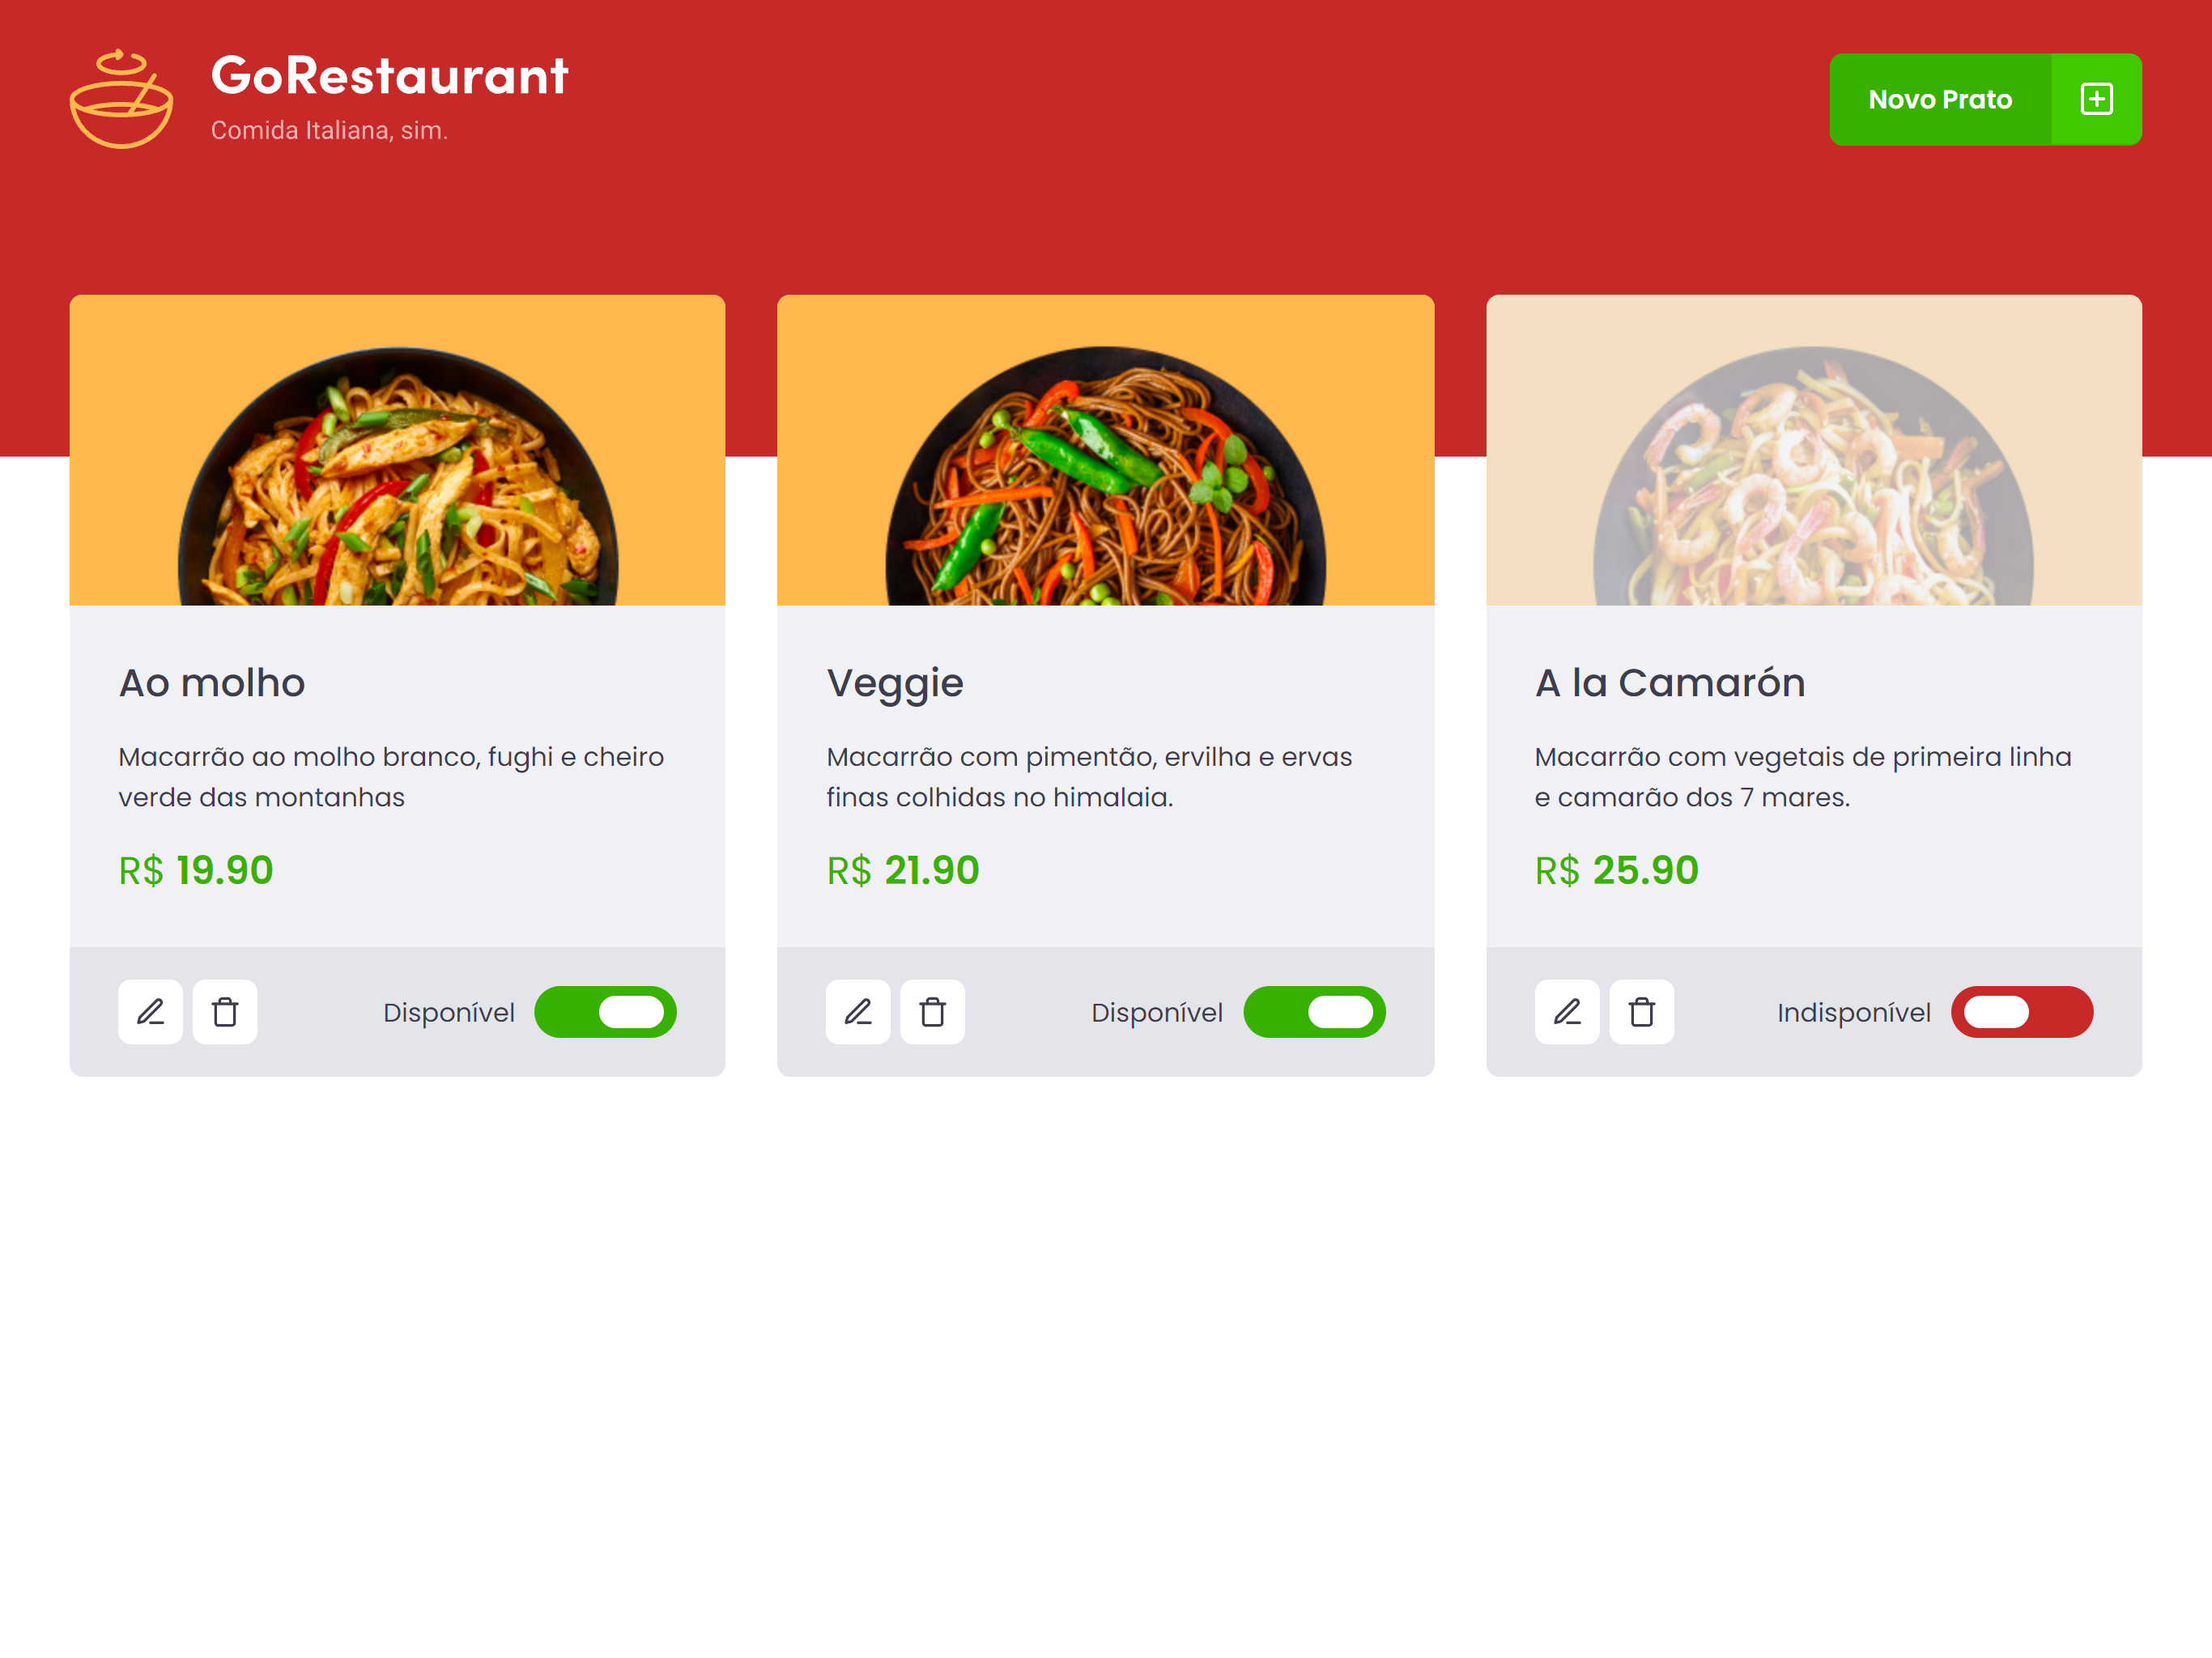 GoRestaurant
Comida Italiana, sim.
Novo Prato
Ao molho
Macarrão ao molho branco, fughi e cheiro
verde das montanhas
R$ 19.90
Disponível
Veggie
Macarrão com pimentão, ervilha e ervas
finas colhidas no himalaia.
R$ 21.90
Disponível
A la Camarón
Macarrão com vegetais de primeira linha
e camarão dos 7 mares.
R$ 25.90
Indisponível